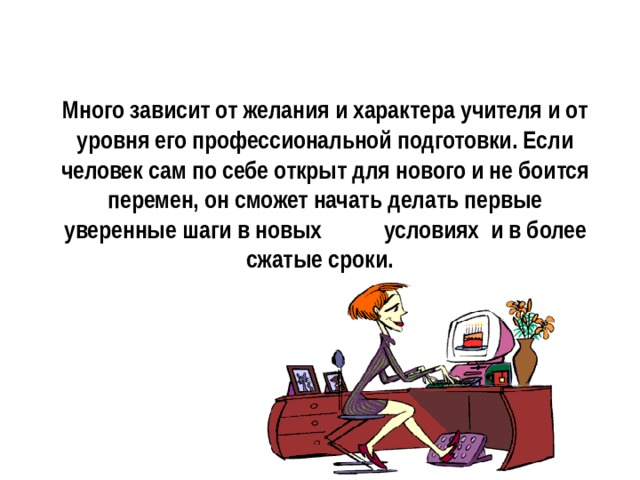 Много зависит от желания и характера учителя и от
уровня его профессиональной подготовки. Если
человек сам по себе открыт для нового и не боится
перемен, он сможет начать делать первые
уверенные шаги в новых условиях и в более
сжатые сроки.